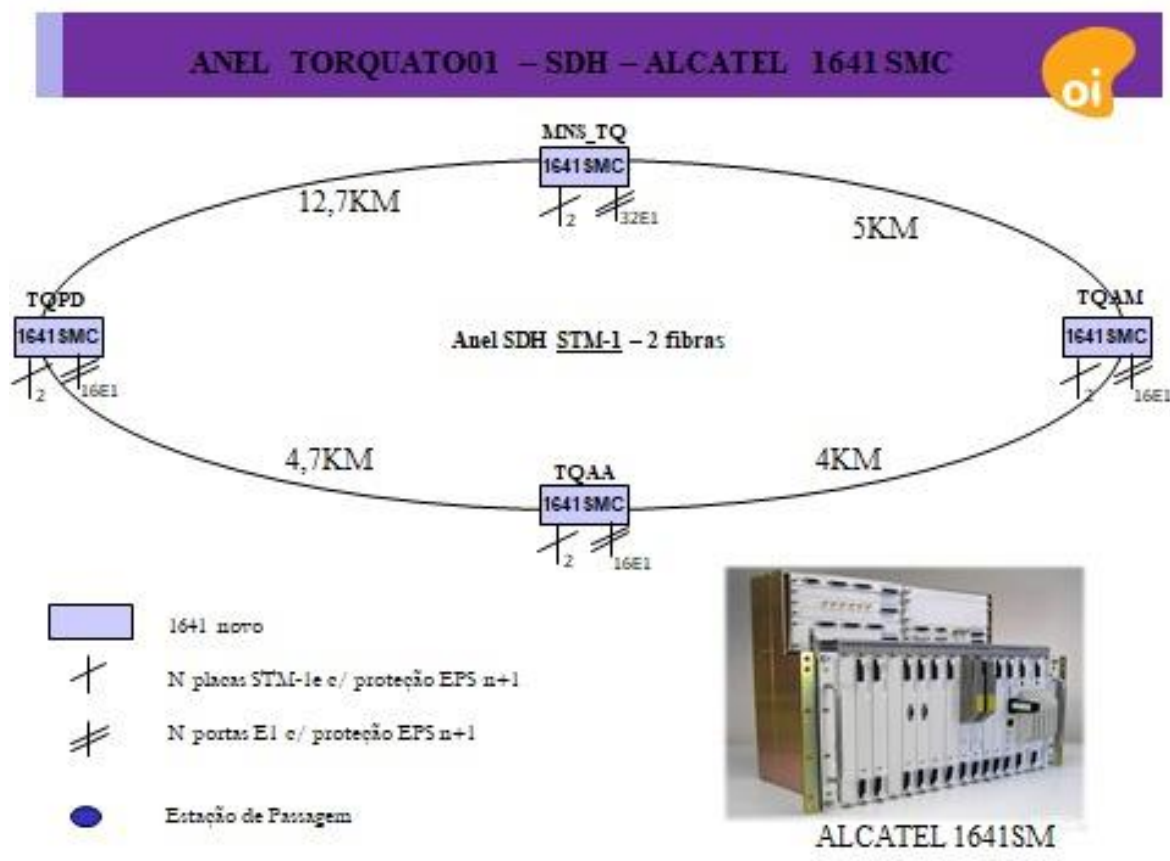 ANEL TORQUATO01 – SDH – ALCATEL 1641 SMC
oi
MNS_TQ
1641 SMC
2
32E1
12,7KM
5KM
TQPD
1641 SMC
2
16E1
Anel SDH STM-1 – 2 fibras
TQAM
1641 SMC
2
16E1
4,7KM
4KM
TQAA
1641 SMC
2
16E1
1641 novo
N placas STM-1e c/ proteção EPS n+1
N portas E1 c/ proteção EPS n+1
Estação de Passagem
ALCATEL 1641SM